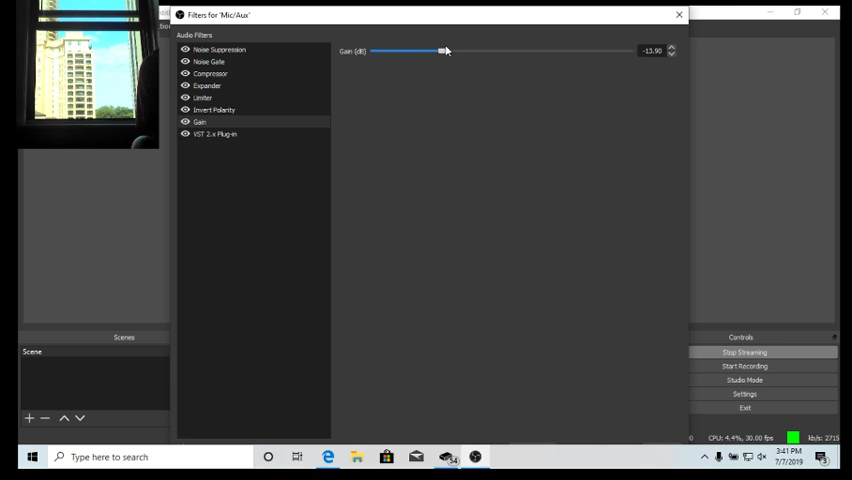 Filters for 'Mic/Aux'
Audio Filters
Noise Suppression
Noise Gate
Compressor
Expander
Limiter
Invert Polarity
Gain
VST 2.x Plug-in
Gain (dB)
-13.90
Scenes
Scene
Controls
Stop Streaming
Start Recording
Studio Mode
Settings
Exit
CPU: 4.4%, 30.00 fps
kb/s: 2715
Type here to search
54
3:41 PM
7/7/2019
3